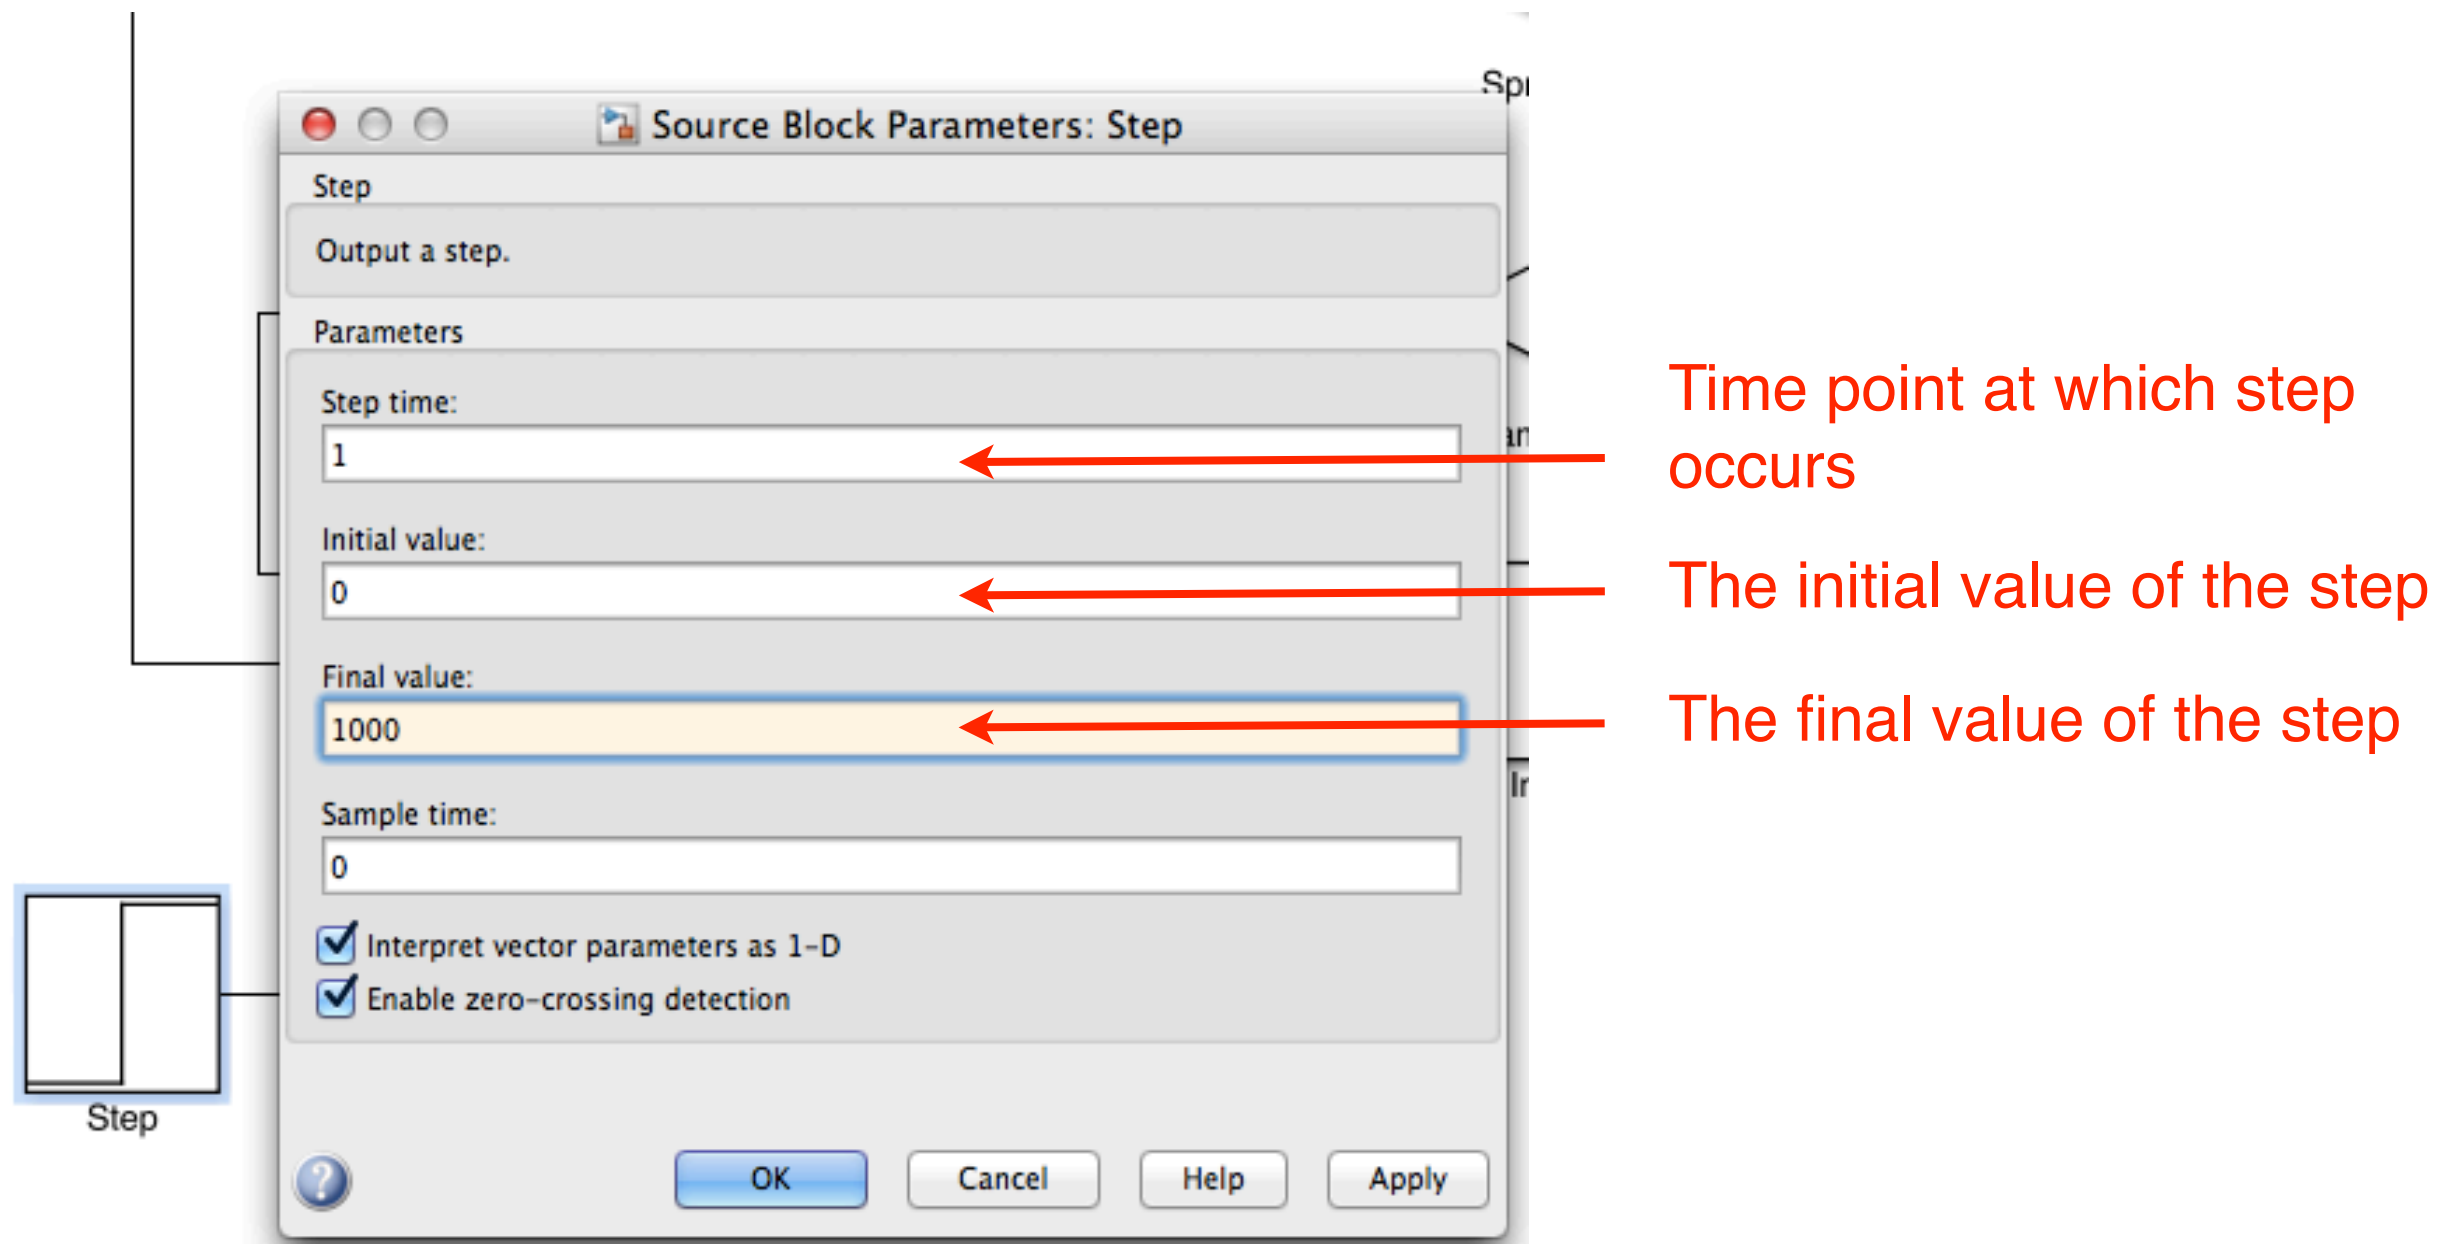 Source Block Parameters: Step
Step
Output a step.
Parameters
Step time:
1
Time point at which step
occurs
Initial value:
0
The initial value of the step
Final value:
1000
The final value of the step
Sample time:
0
Interpret vector parameters as 1-D
Enable zero-crossing detection
Step
? OK Cancel Help Apply